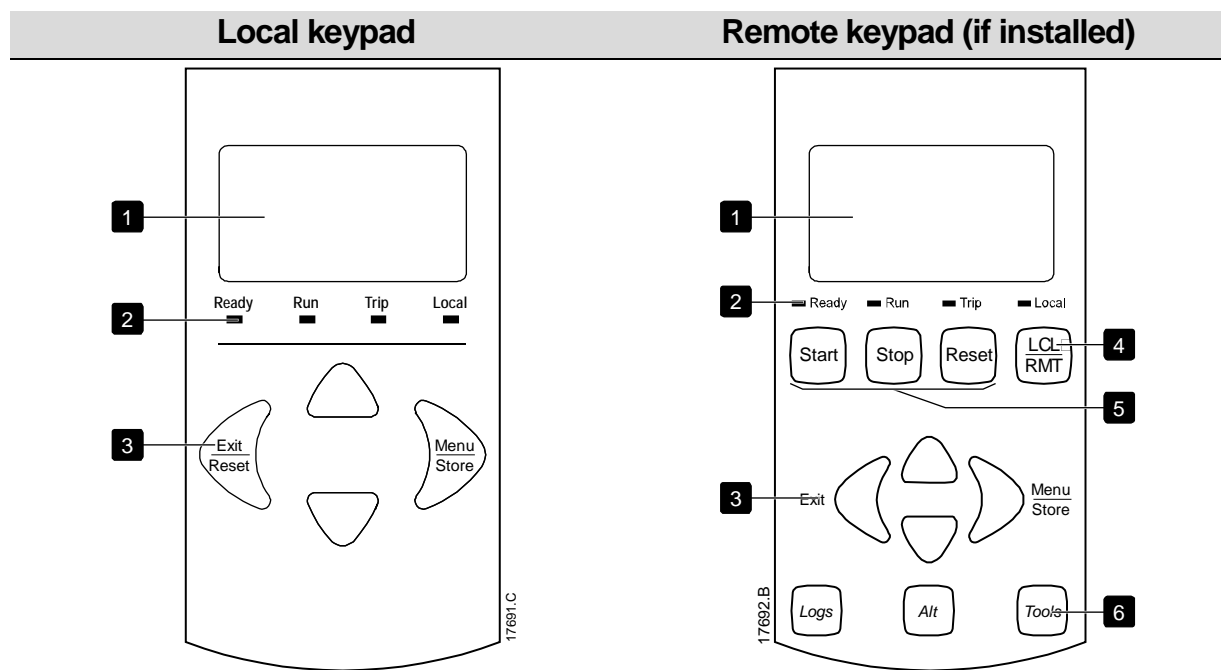 Local keypad
Remote keypad (if installed)
1
Ready Run Trip Local
2
3
Exit
Reset
Menu
Store
17691.C
1
2
Ready Run Trip Local
Start Stop Reset LCL
RMT
4
5
3
Exit
Menu
Store
Logs Alt Tools
6
17692.B